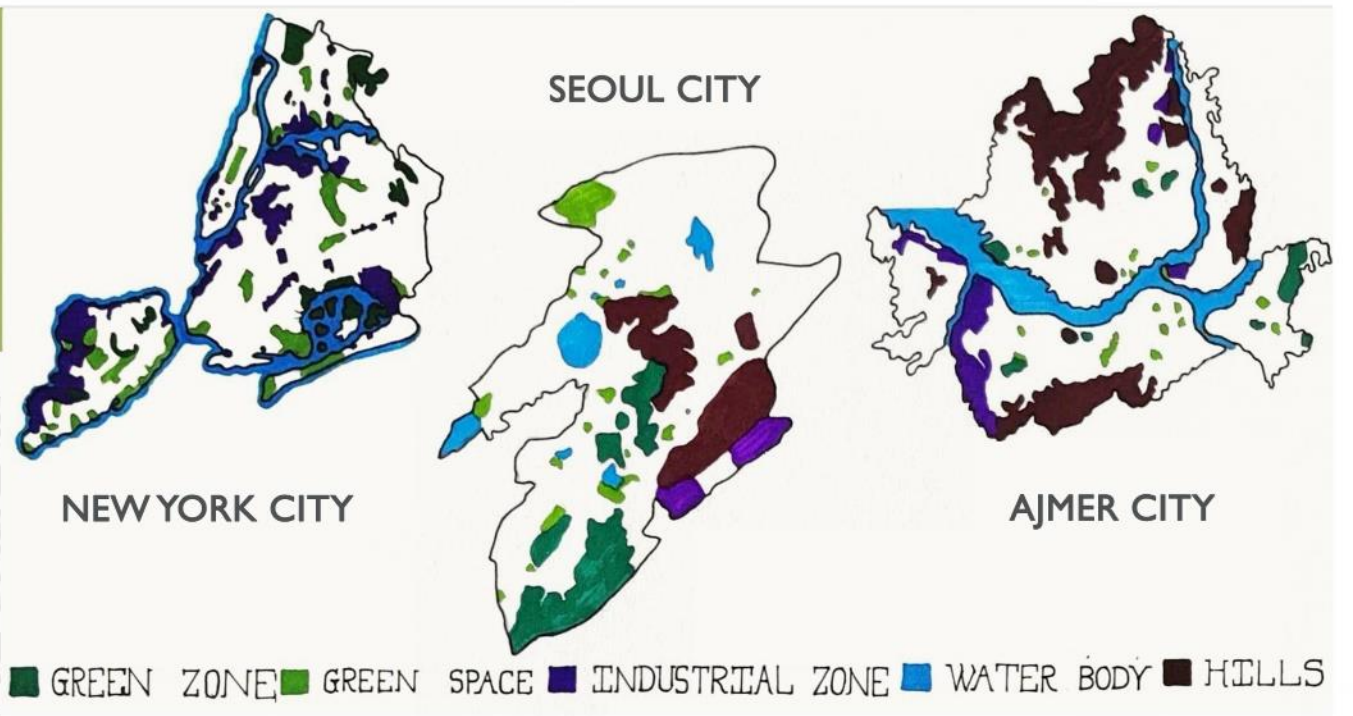 SEOUL CITY
NEW YORK CITY
AJMER CITY
GREEN ZONE GREEN SPACE INDUSTRIAL ZONE WATER BODY HILLS